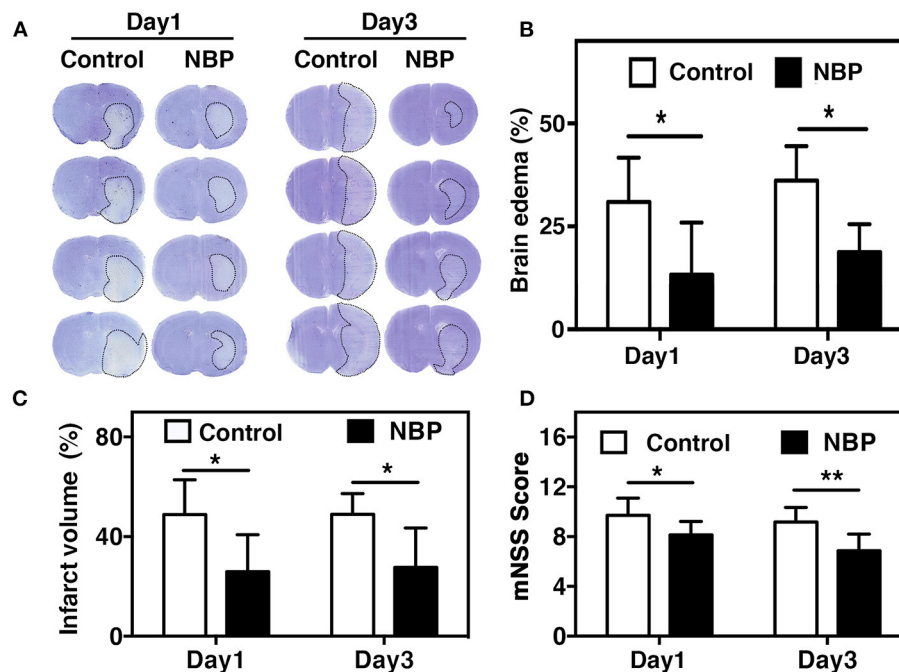 A
Day1
Day3
Control
NBP
Control
NBP
B
Control
NBP
*
*
Brain edema (%)
50
25
0
Day1
Day3
C
Control
NBP
*
*
Infarct volume (%)
80
40
0
Day1
Day3
D
Control
NBP
*
**
mNSS Score
16
12
8
4
0
Day1
Day3